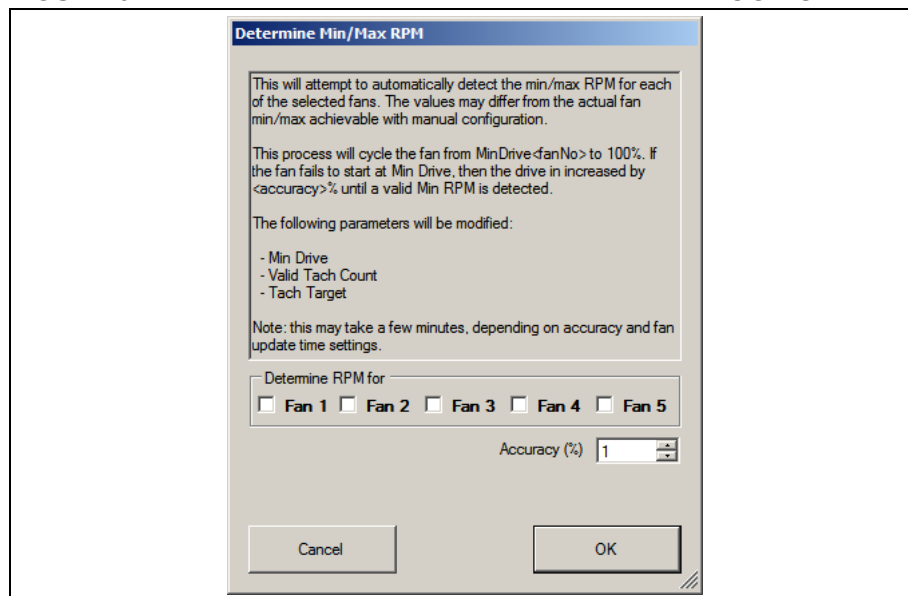 Determine Min/Max RPM
This will attempt to automatically detect the min/max RPM for each
of the selected fans. The values may differ from the actual fan
min/max achievable with manual configuration.
This process will cycle the fan from MinDrive<fanNo> to 100%. If
the fan fails to start at Min Drive, then the drive in increased by
<accuracy>% until a valid Min RPM is detected.
The following parameters will be modified:
- Min Drive
- Valid Tach Count
- Tach Target
Note: this may take a few minutes, depending on accuracy and fan
update time settings.
Determine RPM for
Fan 1 Fan 2 Fan 3 Fan 4 Fan 5
Accuracy (%) 1
Cancel OK